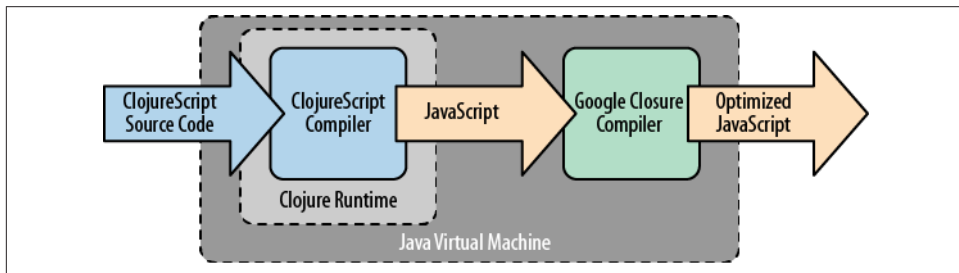 ClojureScript
Source Code
ClojureScript
Compiler
JavaScript
Google Closure
Compiler
Optimized
JavaScript
Clojure Runtime
Java Virtual Machine